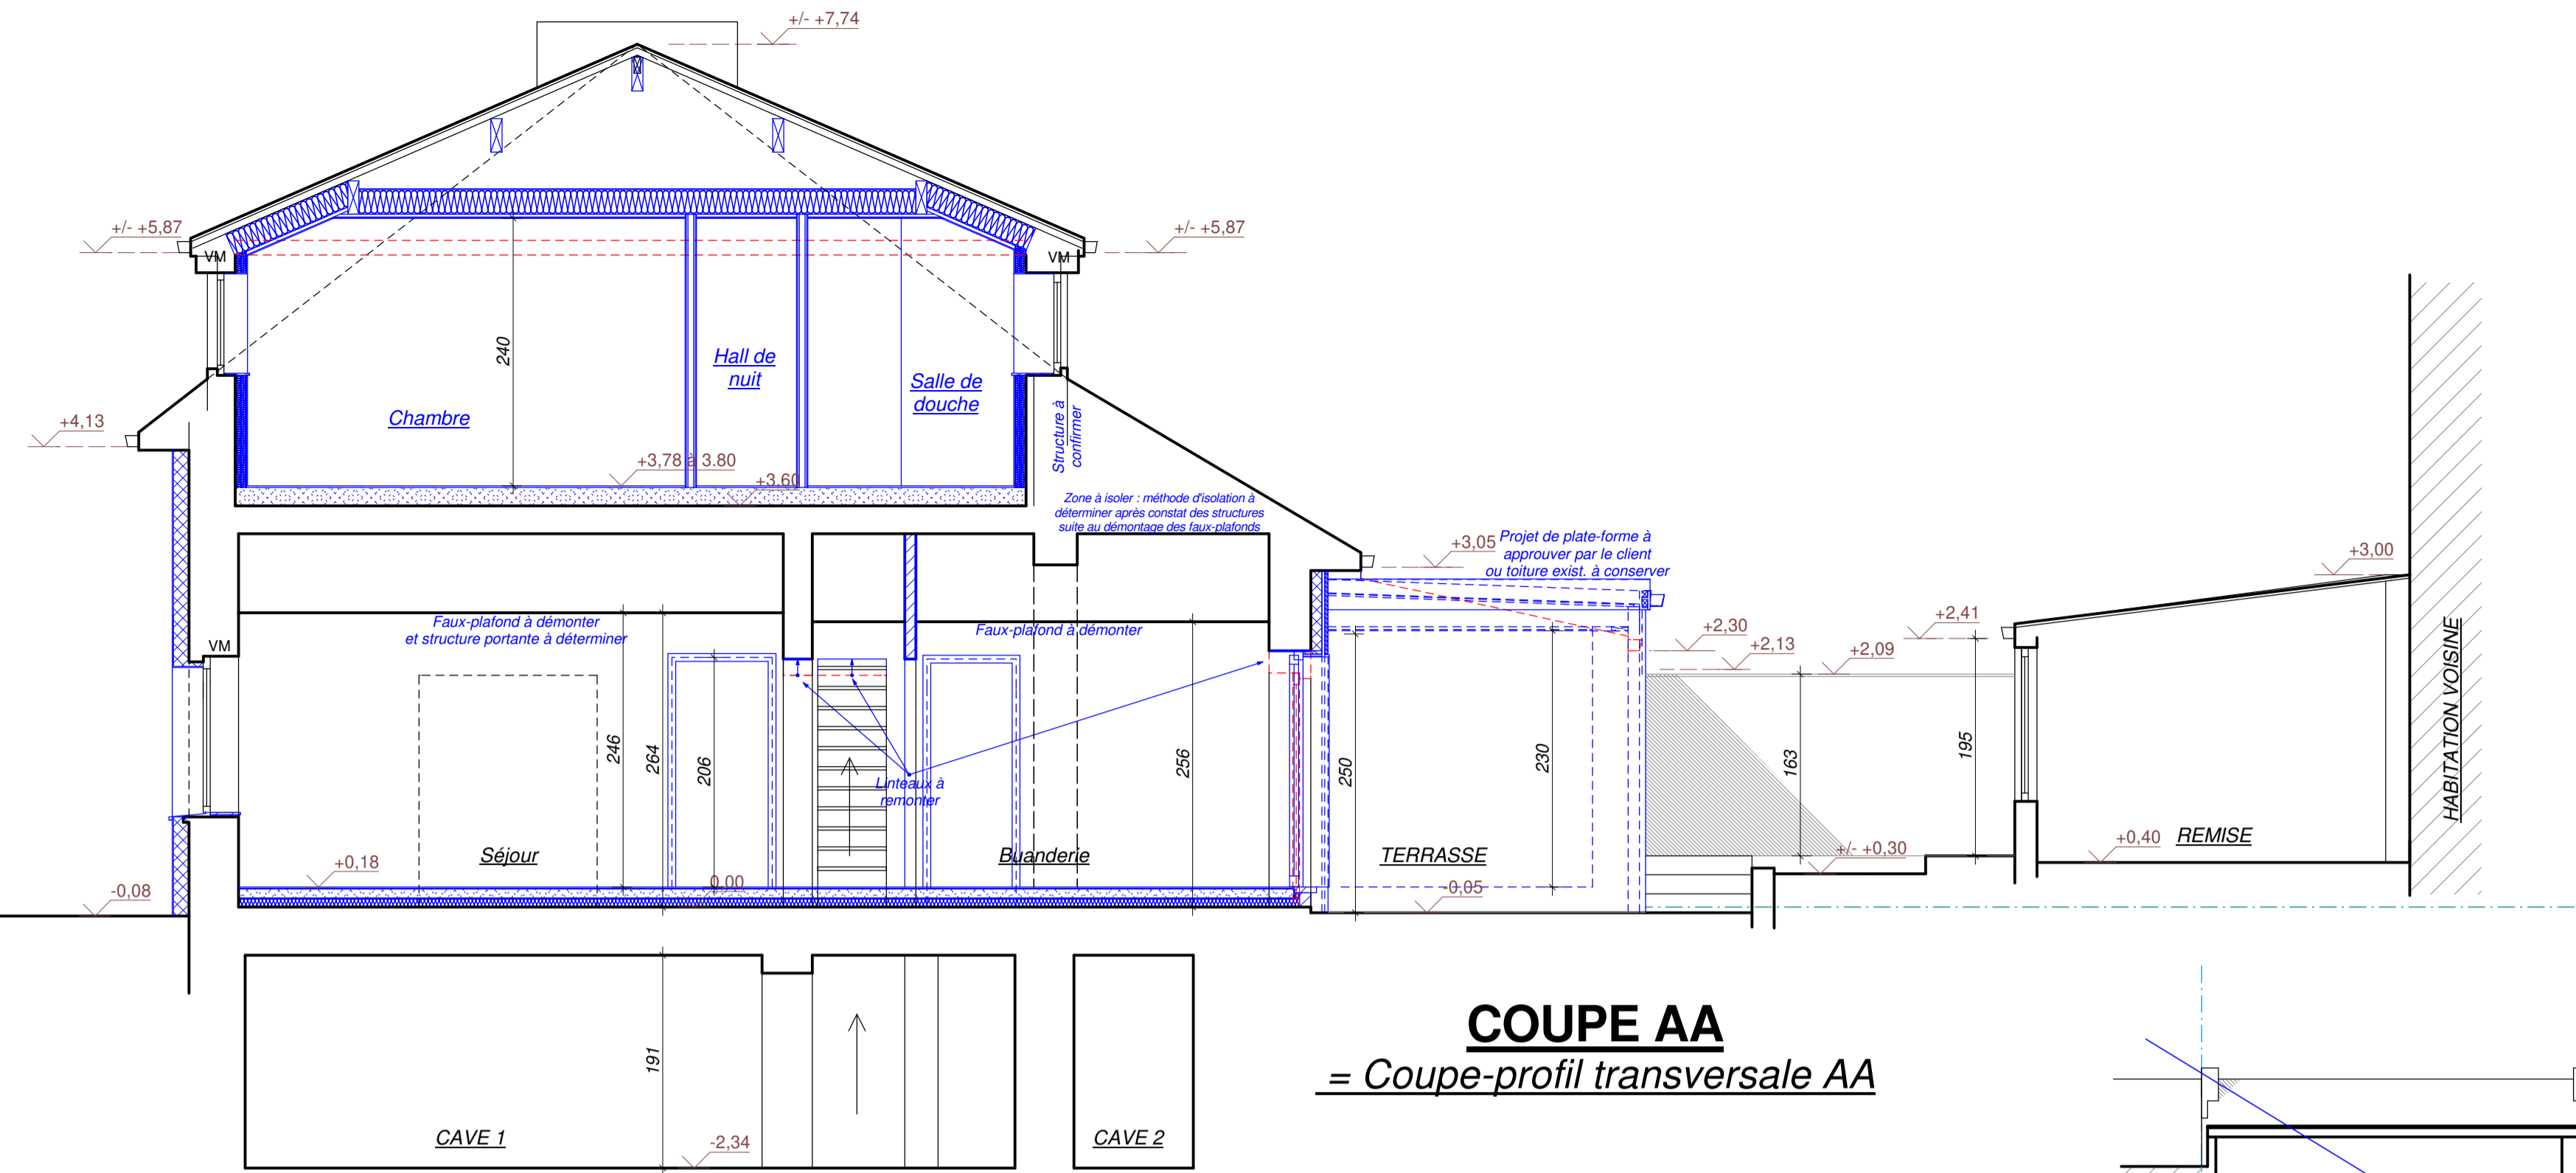 +/- +7,74
+/- +5,87
+/- +5,87
VM
VM
240
Hall de
nuit
Salle de
douche
Chambre
Structure à
confirmer
+4,13
+3,78 à 3.80
+3.60
Zone à isoler : méthode d'isolation à
déterminer après constat des structures
suite au démontage des faux-plafonds
+3,05
Projet de plate-forme à
approuver par le client
ou toiture exist. à conserver
+3,00
Faux-plafond à démonter
et structure portante à déterminer
Faux-plafond à démonter
VM
+2,30
+2,13
+2,09
+2,41
HABITATION VOISINE
246
264
206
256
250
230
163
195
Linteaux à
remonter
Séjour
Buanderie
TERRASSE
+/- +0,30
+0,40
REMISE
+0,18
0,00
-0,05
-0,08
191
CAVE 1
-2,34
CAVE 2
COUPE AA
= Coupe-profil transversale AA